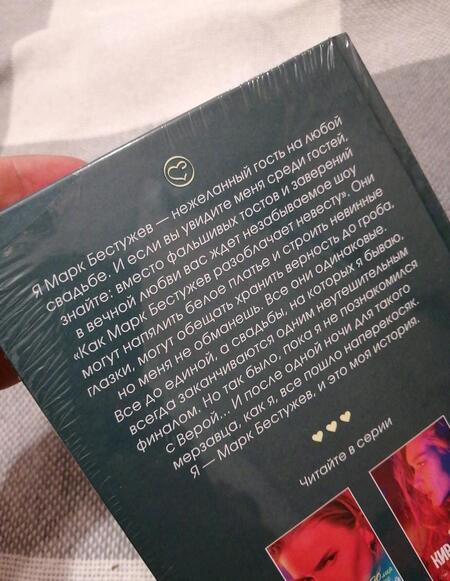 Я Марк Бестужев — нежеланный гость на любой
свадьбе. И если вы увидите меня среди гостей,
знайте: вместо фальшивых тостов и заверений
в вечной любви вас ждет незабываемое шоу
«Как Марк Бестужев разоблачает невесту». Они
могут нацепить белое платье и строить невинные
глазки, могут обещать хранить верность до гроба,
но меня не обманешь. Все они одинаковые.
Все до единой, а свадьбы, на которых я бываю,
всегда заканчиваются одним неутешительным
финалом. Но так было, пока я не познакомился
с Верой... И после одной ночи для такого
мерзавца, как я, все пошло наперекосяк.
Я — Марк Бестужев, и это моя история.
Читайте в серии